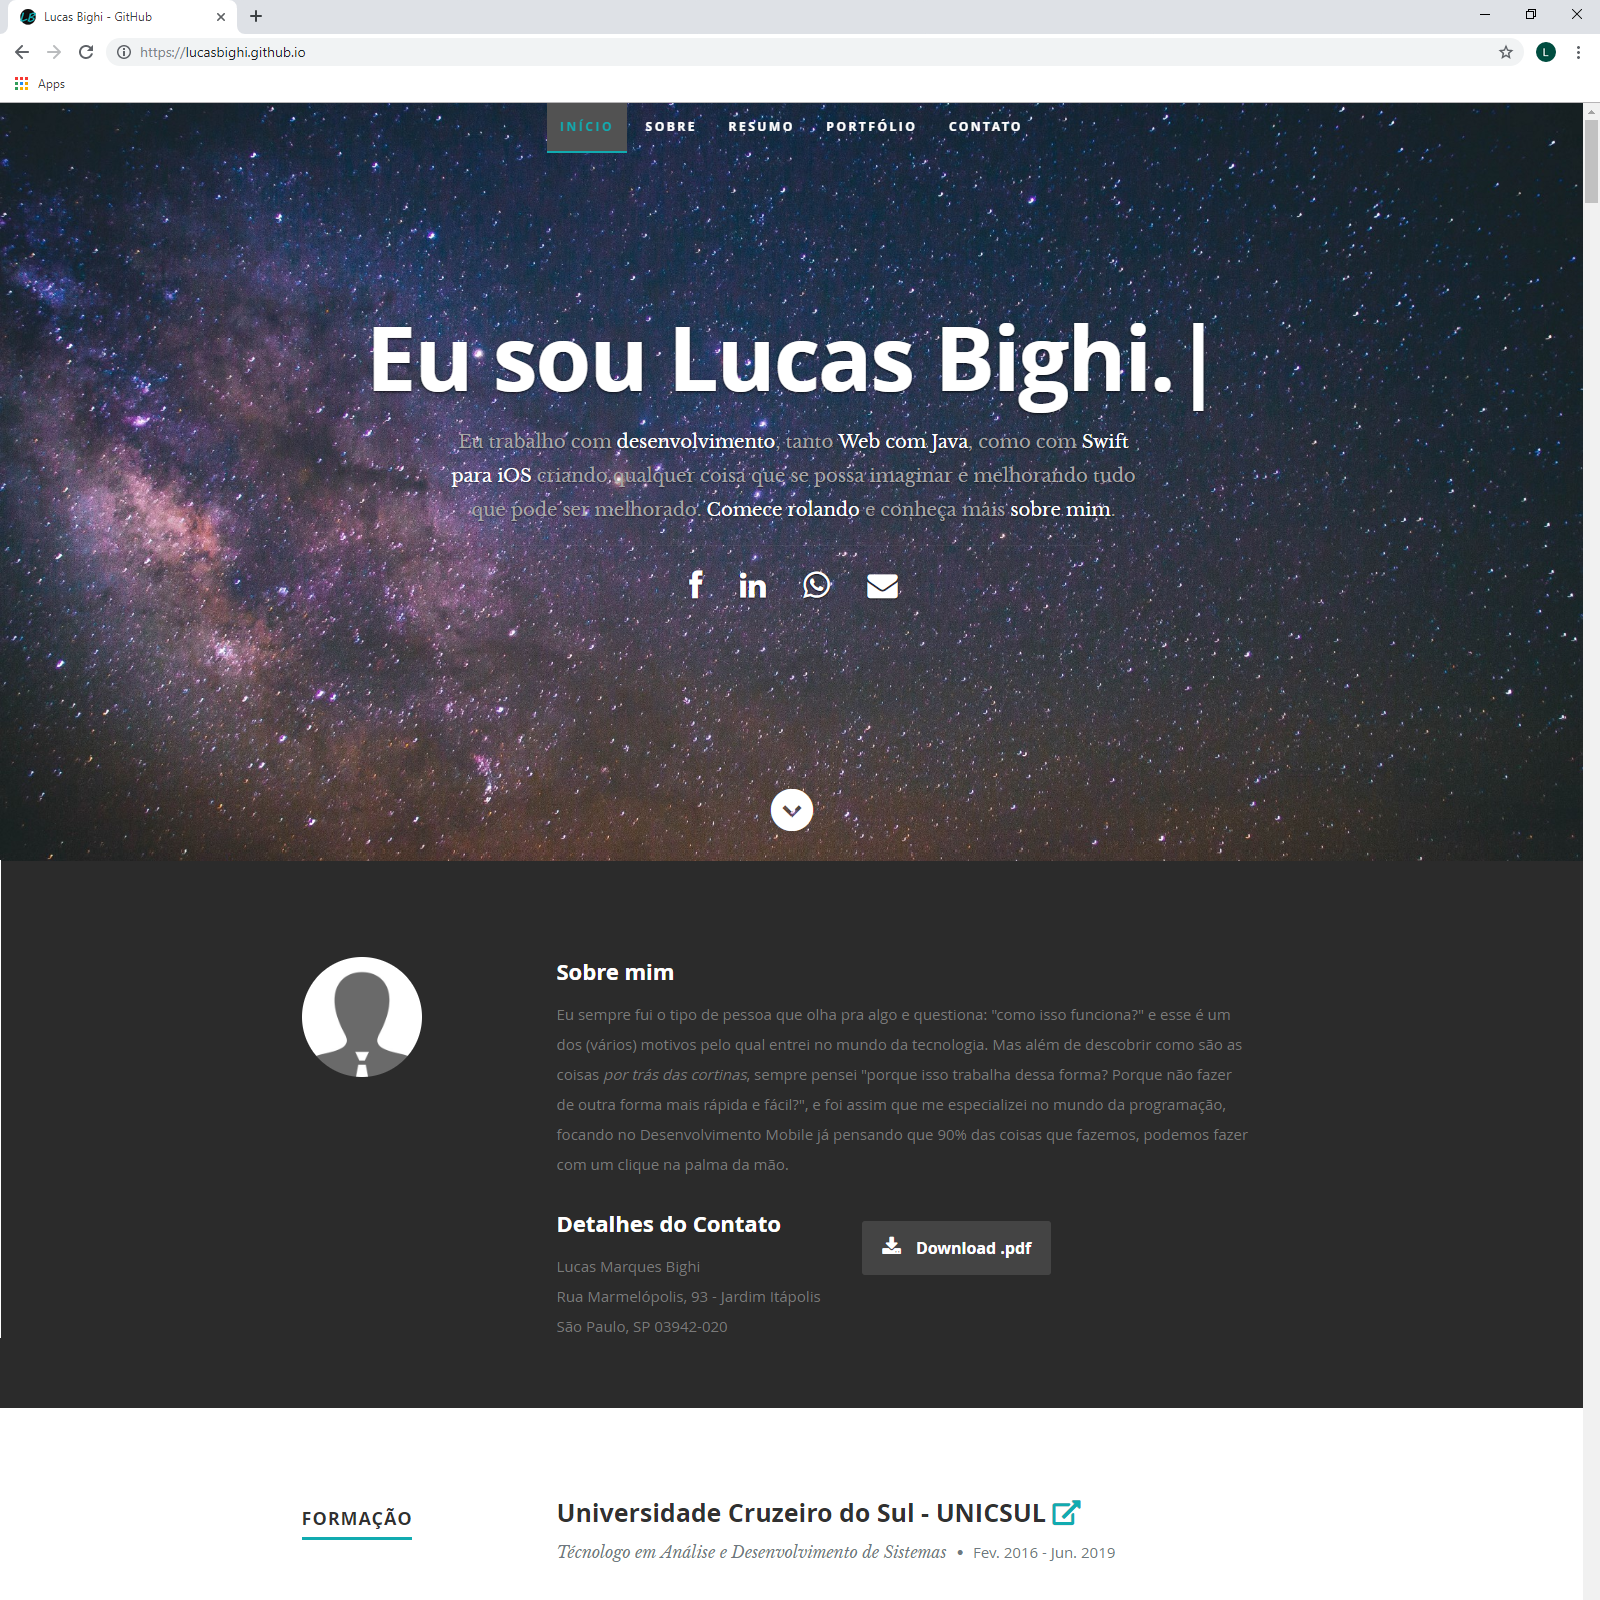 Lucas Bighi - GitHub
https://lucasbighi.github.io
L
Apps
INÍCIO SOBRE RESUMO PORTFÓLIO CONTATO
Eu sou Lucas Bighi.|
Eu trabalho com desenvolvimento, tanto Web com Java, como com Swift
para iOS criando qualquer coisa que se possa imaginar e melhorando tudo
que pode ser melhorado. Comece rolando e conheça mais sobre mim.
Sobre mim
Eu sempre fui o tipo de pessoa que olha pra algo e questiona: "como isso funciona?" e esse é um
dos (vários) motivos pelo qual entrei no mundo da tecnologia. Mas além de descobrir como são as
coisas por trás das cortinas, sempre pensei "porque isso trabalha dessa forma? Porque não fazer
de outra forma mais rápida e fácil?", e foi assim que me especializei no mundo da programação,
focando no Desenvolvimento Mobile já pensando que 90% das coisas que fazemos, podemos fazer
com um clique na palma da mão.
Detalhes do Contato
Download .pdf
Lucas Marques Bighi
Rua Marmelópolis, 93 - Jardim Itápolis
São Paulo, SP 03942-020
FORMAÇÃO
Universidade Cruzeiro do Sul - UNICSUL
Técnologo em Análise e Desenvolvimento de Sistemas • Fev. 2016 - Jun. 2019